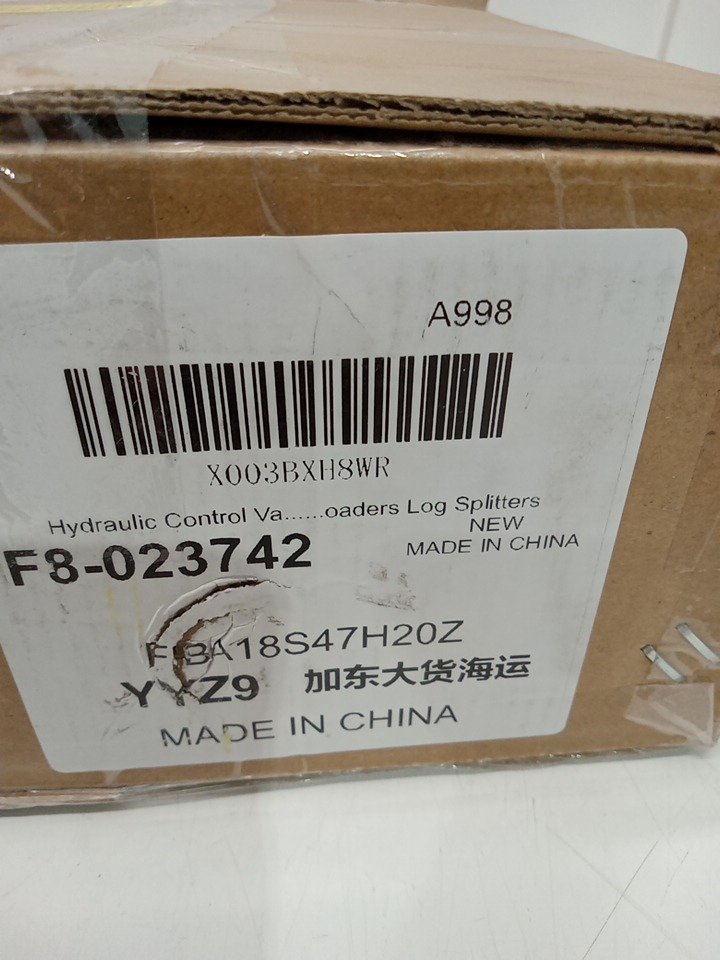 A998
X003BXH8WR
Hydraulic Control Va......oaders Log Splitters
NEW
F8-023742
MADE IN CHINA
FBA18S47H20Z
YYZ9 加东大货海运
MADE IN CHINA